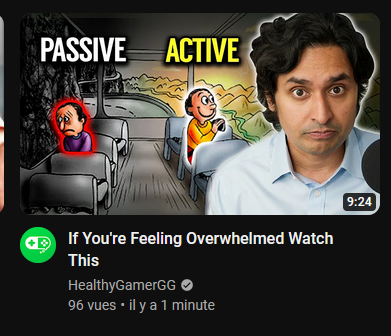 PASSIVE ACTIVE
9:24
If You're Feeling Overwhelmed Watch
This
HealthyGamerGG
96 vues • il y a 1 minute